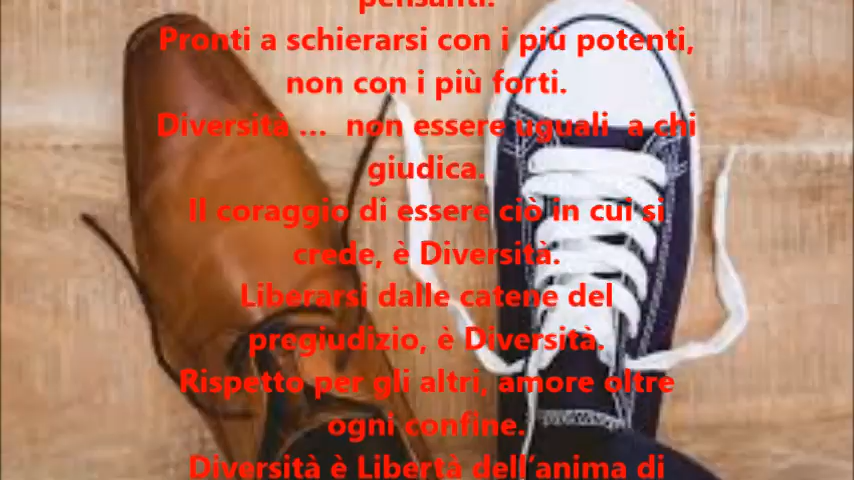 pensanti.
Pronti a schierarsi con i più potenti,
non con i più forti.
Diversità ... non essere uguali a chi
giudica.
Il coraggio di essere ciò in cui si
crede, è Diversità.
Liberarsi dalle catene del
pregiudizio, è Diversità.
Rispetto per gli altri, amore oltre
ogni confine.
Diversità è Libertà dell'anima di